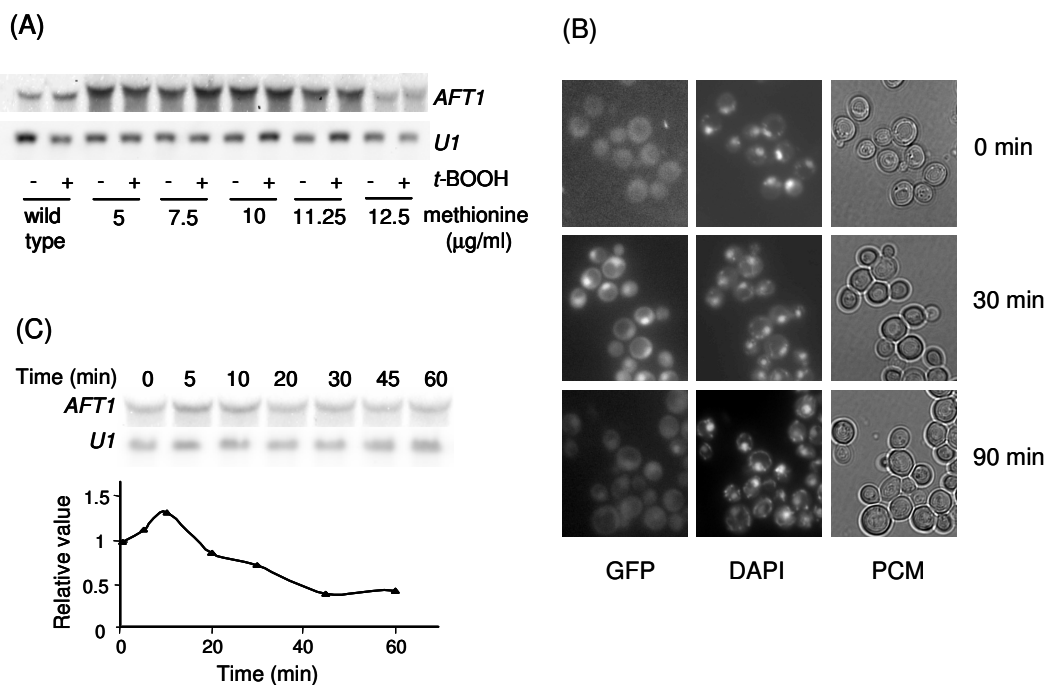 (A)
AFT1
U1
- + - + - + - + - + - + t-BOOH
wild type 5 7.5 10 11.25 12.5 methionine (μg/ml)
(B)
0 min
30 min
90 min
GFP DAPI PCM
(C)
Time (min) 0 5 10 20 30 45 60
AFT1
U1
Relative value
1.5
1
0.5
0
0 20 40 60
Time (min)